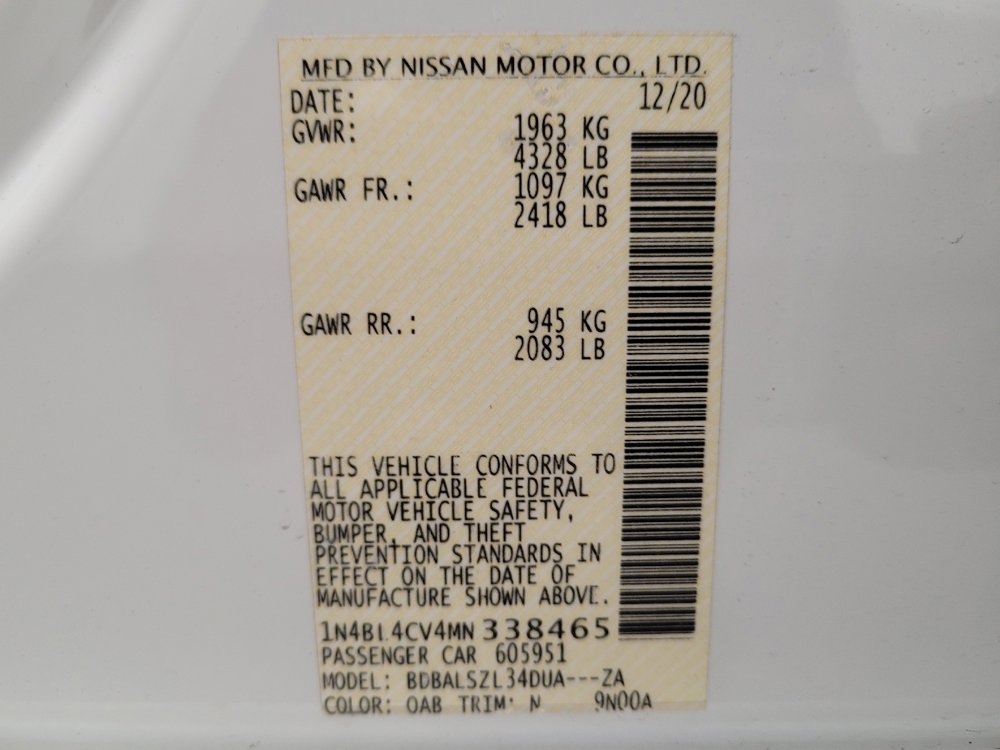 MFD BY NISSAN MOTOR CO., LTD.
DATE: 12/20
GVWR: 1963 KG
4328 LB
GAWR FR.: 1097 KG
2418 LB
GAWR RR.: 945 KG
2083 LB
THIS VEHICLE CONFORMS TO
ALL APPLICABLE FEDERAL
MOTOR VEHICLE SAFETY,
BUMPER, AND THEFT
PREVENTION STANDARDS IN
EFFECT ON THE DATE OF
MANUFACTURE SHOWN ABOVE.
1N4BL4CV4MN 338465
PASSENGER CAR 605951
MODEL: BDBALSZL34DUA---ZA
COLOR: QAB TRIM: N 9N00A